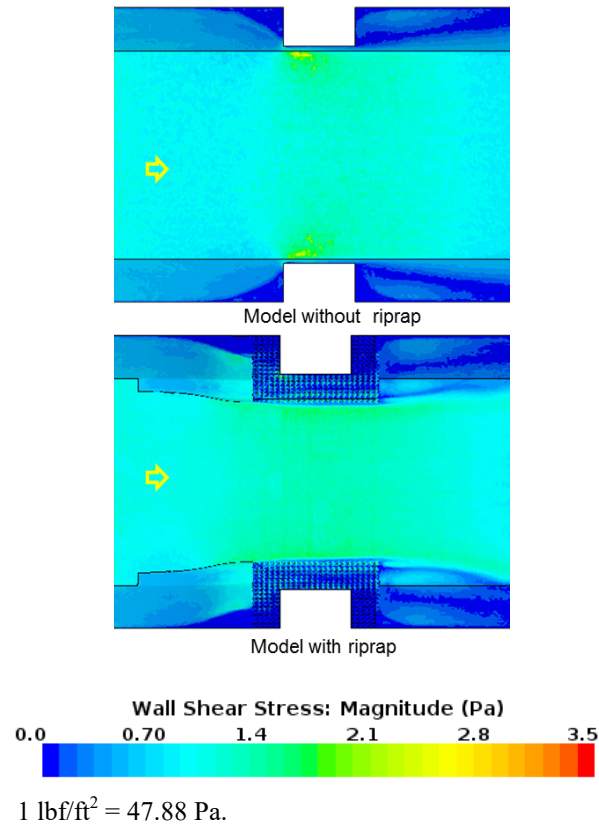 Model without riprap
Model with riprap
Wall Shear Stress: Magnitude (Pa)
0.0 0.70 1.4 2.1 2.8 3.5
1 lbf/ft² = 47.88 Pa.